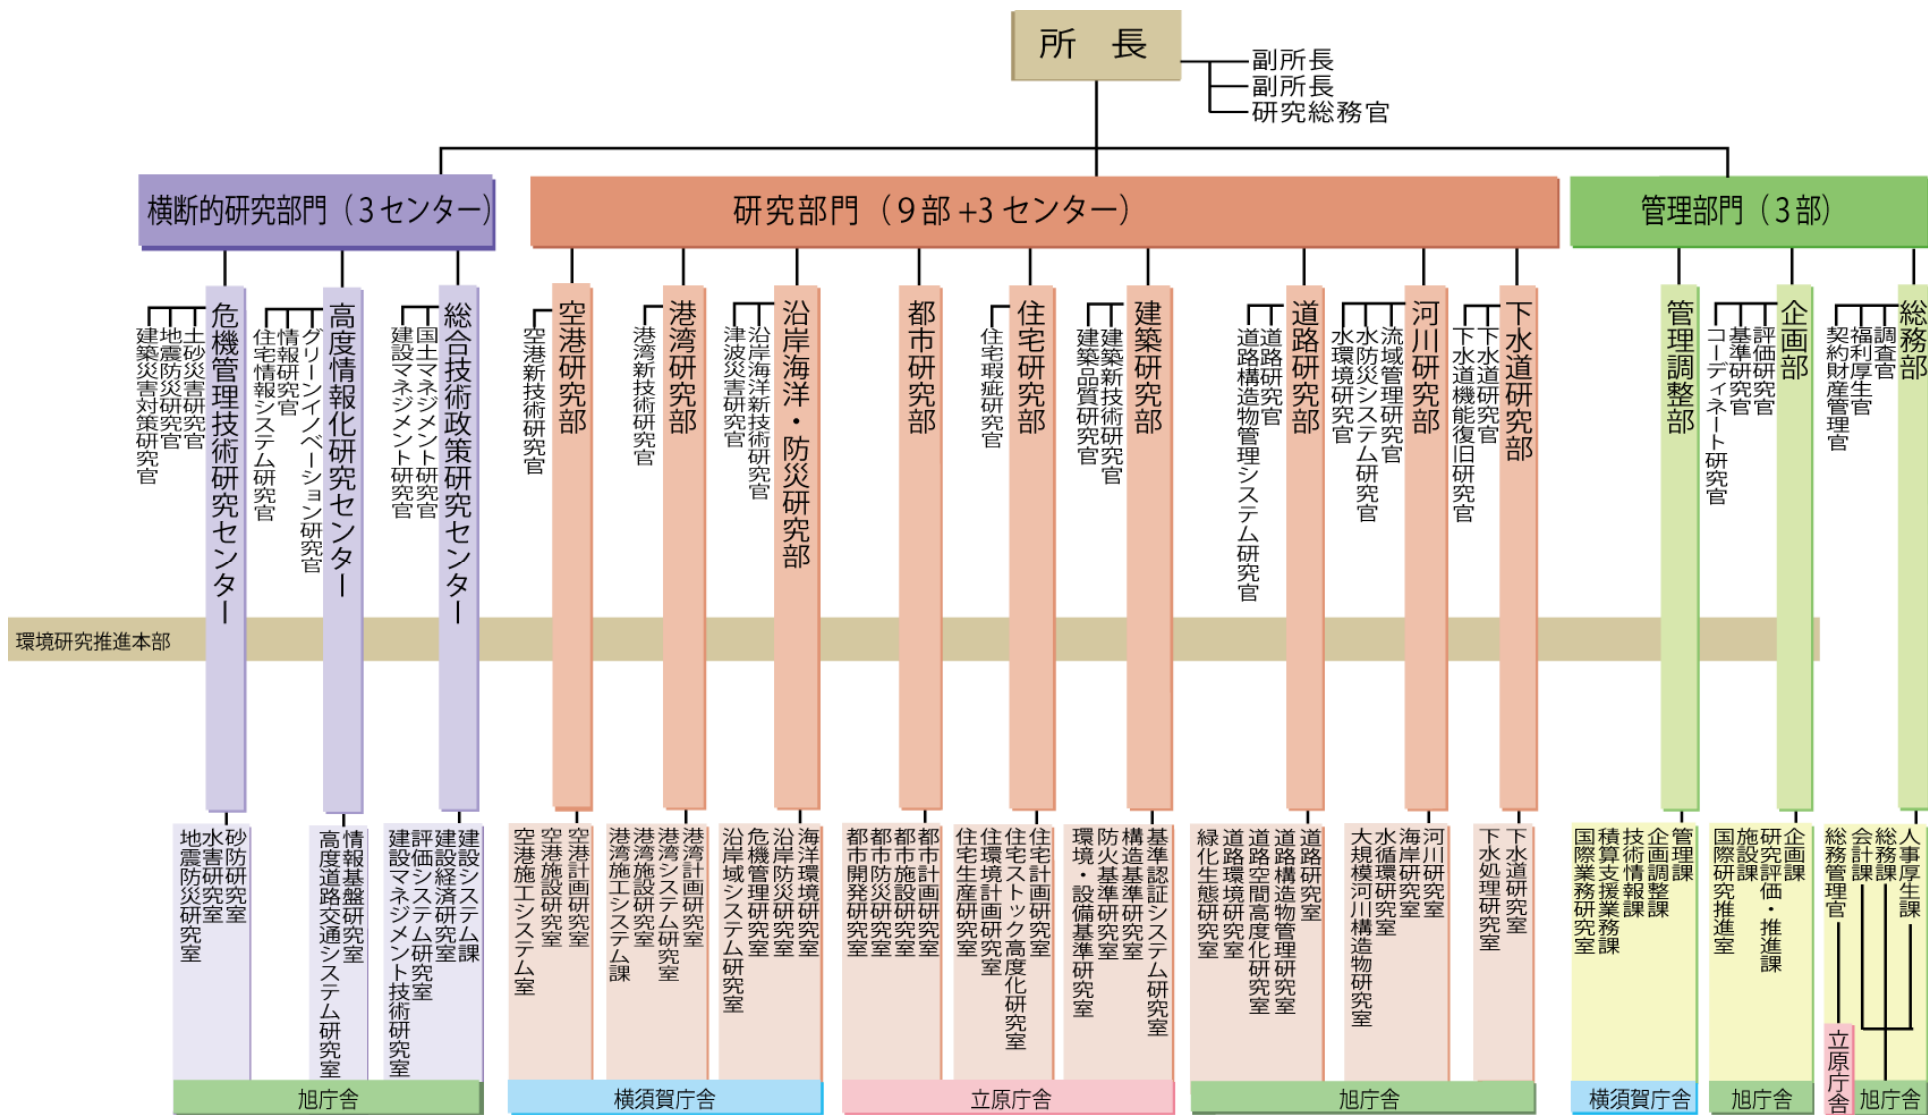 所　長
副所長
副所長
研究総務官
横断的研究部門（3センター）
研究部門（9部+3センター）
管理部門（3部）
危機管理技術研究センター
土砂災害研究官
地震防災研究官
建築災害対策研究官
高度情報化研究センター
グリーンイノベーション研究官
情報研究官
住宅情報システム研究官
総合技術政策研究センター
国土マネジメント研究官
建設マネジメント研究官
空港研究部
空港新技術研究官
港湾研究部
港湾新技術研究官
沿岸海洋・防災研究部
沿岸海洋新技術研究官
津波災害研究官
都市研究部
住宅研究部
住宅瑕疵研究官
建築研究部
建築新技術研究官
建築品質研究官
道路研究部
道路研究官
道路構造物管理システム研究官
河川研究部
流域管理研究官
水防災システム研究官
水環境研究官
下水道研究部
下水道研究官
下水道機能復旧研究官
管理調整部
企画部
評価研究官
基準研究官
コーディネート研究官
総務部
調査官
福利厚生官
契約財産管理官
環境研究推進本部
砂防研究室
水害研究室
地震防災研究室
情報基盤研究室
高度道路交通システム研究室
建設システム課
建設経済研究室
評価システム研究室
建設マネジメント技術研究室
空港計画研究室
空港施設研究室
空港施工システム室
港湾計画研究室
港湾システム研究室
港湾施設研究室
港湾施工システム課
海洋環境研究室
沿岸防災研究室
危機管理研究室
沿岸域システム研究室
都市計画研究室
都市施設研究室
都市防災研究室
都市開発研究室
住宅計画研究室
住宅ストック高度化研究室
住環境計画研究室
住宅生産研究室
基準認証システム研究室
構造基準研究室
防火基準研究室
環境・設備基準研究室
道路研究室
道路構造物管理研究室
道路空間高度化研究室
道路環境研究室
緑化生態研究室
河川研究室
海岸研究室
水循環研究室
大規模河川構造物研究室
下水道研究室
下水処理研究室
管理課
企画調整課
技術情報課
積算支援業務課
国際業務研究室
企画課
研究評価・推進課
施設課
国際研究推進室
人事厚生課
総務課
会計課
総務管理官
旭庁舎
横須賀庁舎
立原庁舎
旭庁舎
横須賀庁舎
旭庁舎
立原庁舎
旭庁舎